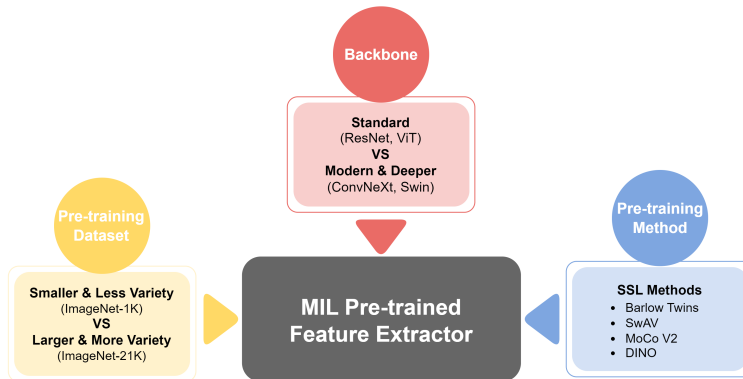 Backbone
Standard
(ResNet, ViT)
VS
Modern & Deeper
(ConvNeXt, Swin)
Pre-training
Dataset
Smaller & Less Variety
(ImageNet-1K)
VS
Larger & More Variety
(ImageNet-21K)
MIL Pre-trained
Feature Extractor
Pre-training
Method
SSL Methods
• Barlow Twins
• SwAV
• MoCo V2
• DINO